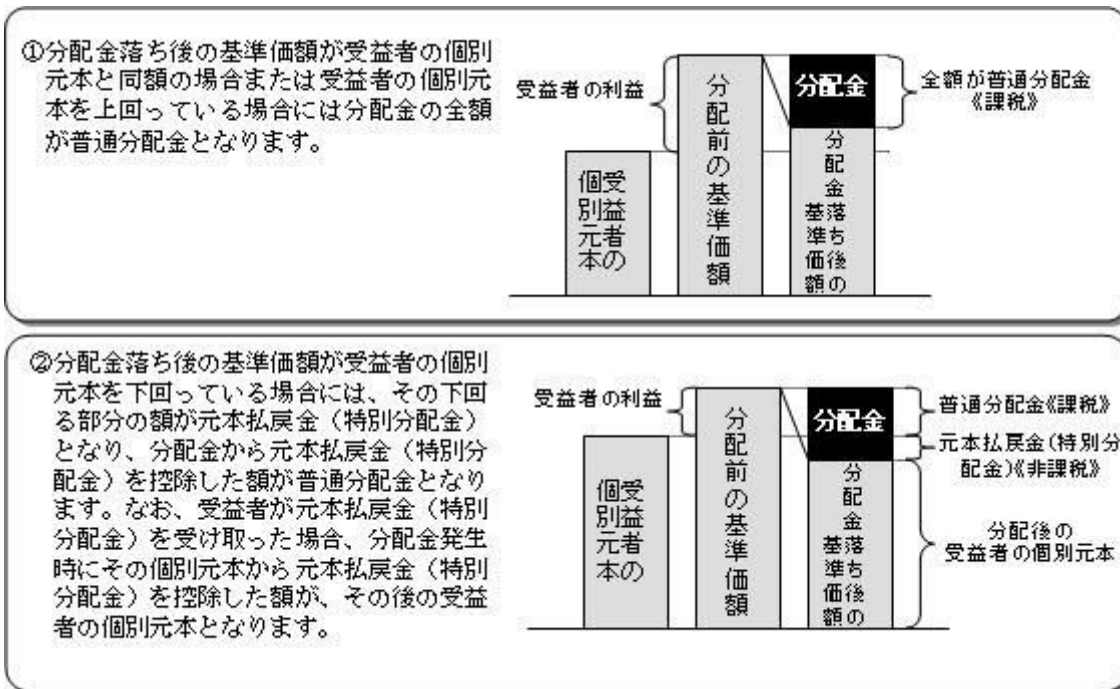 ①分配金落ち後の基準価額が受益者の個別
元本と同額の場合または受益者の個別元
本を上回っている場合には分配金の全額
が普通分配金となります。
受益者の利益
受益者の
個別元本
分配前の基準価額
分配金
分配金落ち後の
基準価額
全額が普通分配金
《課税》
②分配金落ち後の基準価額が受益者の個別
元本を下回っている場合には、その下回
る部分の額が元本払戻金（特別分配金）
となり、分配金から元本払戻金（特別分
配金）を控除した額が普通分配金となり
ます。なお、受益者が元本払戻金（特別
分配金）を受け取った場合、分配金発生
時にその個別元本から元本払戻金（特別
分配金）を控除した額が、その後の受益
者の個別元本となります。
受益者の利益
受益者の
個別元本
分配前の基準価額
分配金
分配金落ち後の
基準価額
普通分配金《課税》
元本払戻金(特別分
配金)《非課税》
分配後の
受益者の個別元本